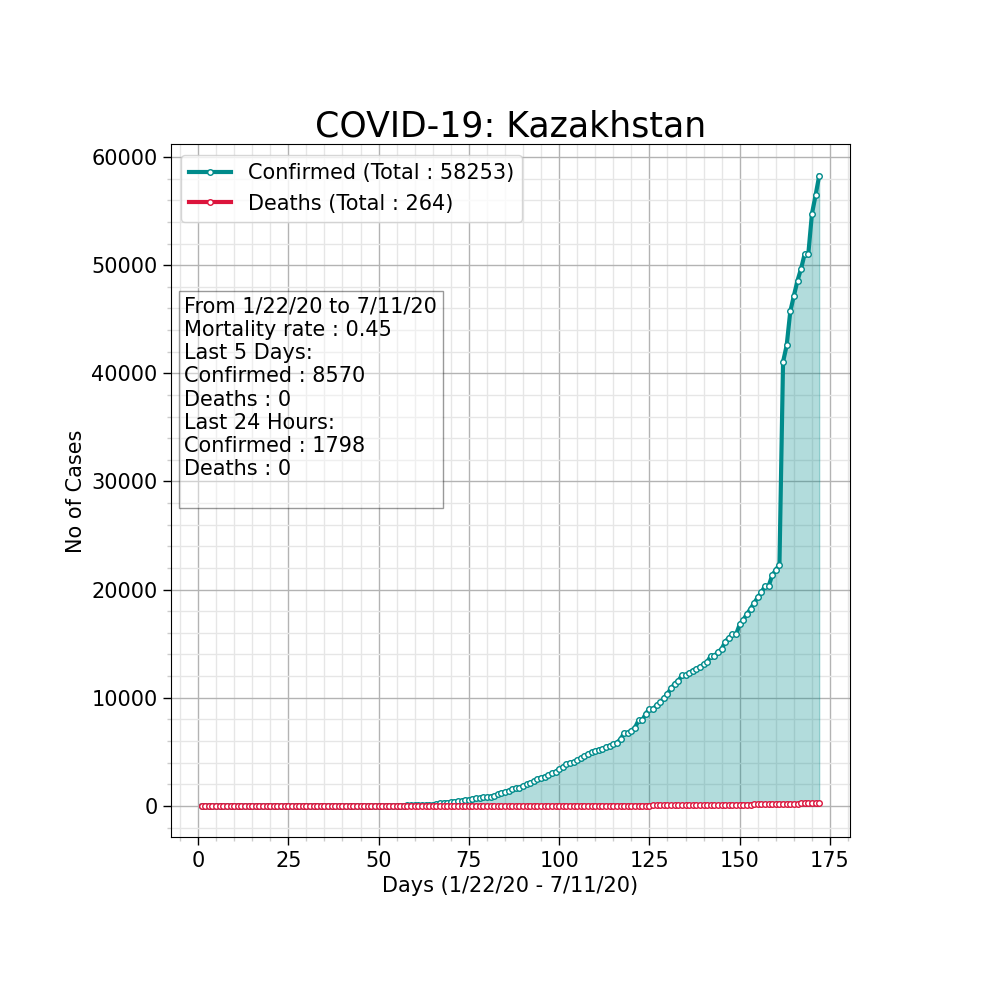 COVID-19: Kazakhstan
60000
50000
40000
30000
20000
10000
0
No of Cases
Confirmed (Total : 58253)
Deaths (Total : 264)
From 1/22/20 to 7/11/20
Mortality rate : 0.45
Last 5 Days:
Confirmed : 8570
Deaths : 0
Last 24 Hours:
Confirmed : 1798
Deaths : 0
0 25 50 75 100 125 150 175
Days (1/22/20 - 7/11/20)